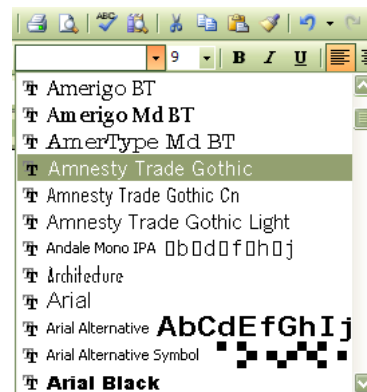 ABC
9 B I U
Amerigo BT
Amerigo Md BT
AmerType Md BT
Amnesty Trade Gothic
Amnesty Trade Gothic Cn
Amnesty Trade Gothic Light
Andale Mono IPA ▯b▯d▯f▯h▯j
Architecture
Arial
Arial Alternative AbCdEfGhIj
Arial Alternative Symbol
Arial Black